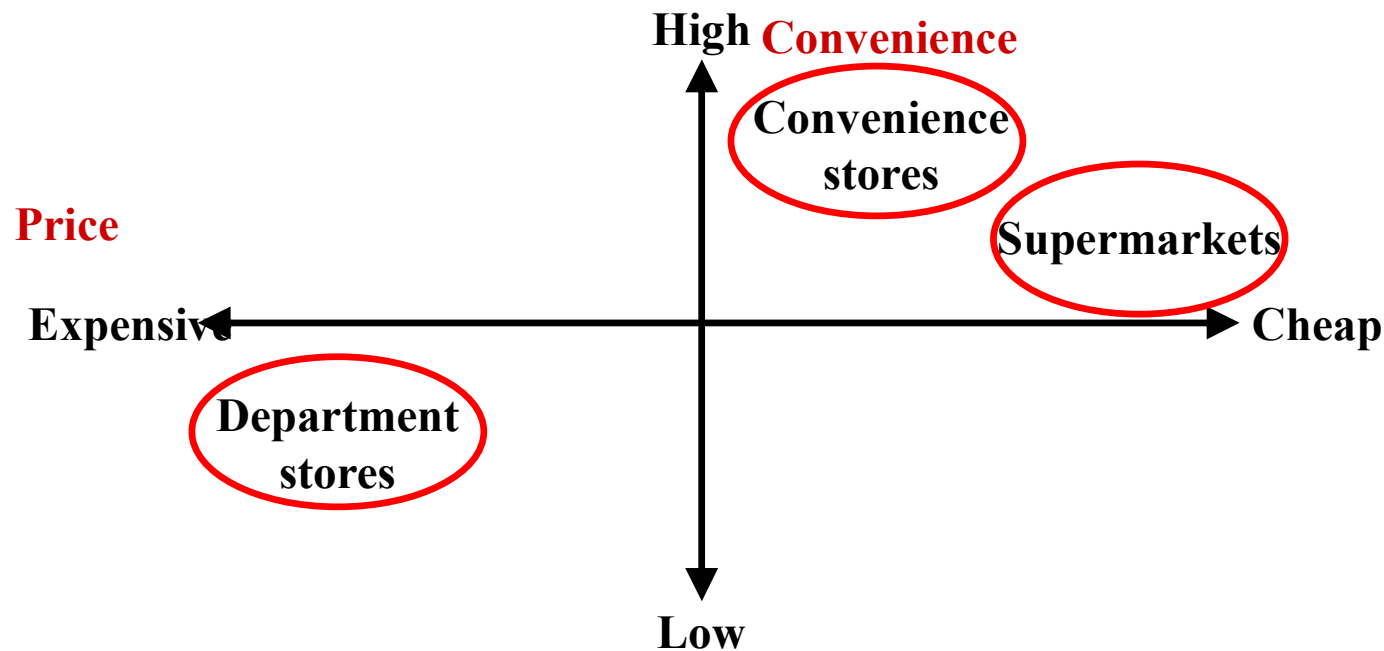 High Convenience
Convenience
stores
Price
Supermarkets
Expensive
Cheap
Department
stores
Low